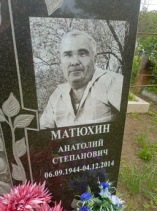 МАТЮХИН
АНАТОЛИЙ
СТЕПАНОВИЧ
06.09.1944-04.12.2014